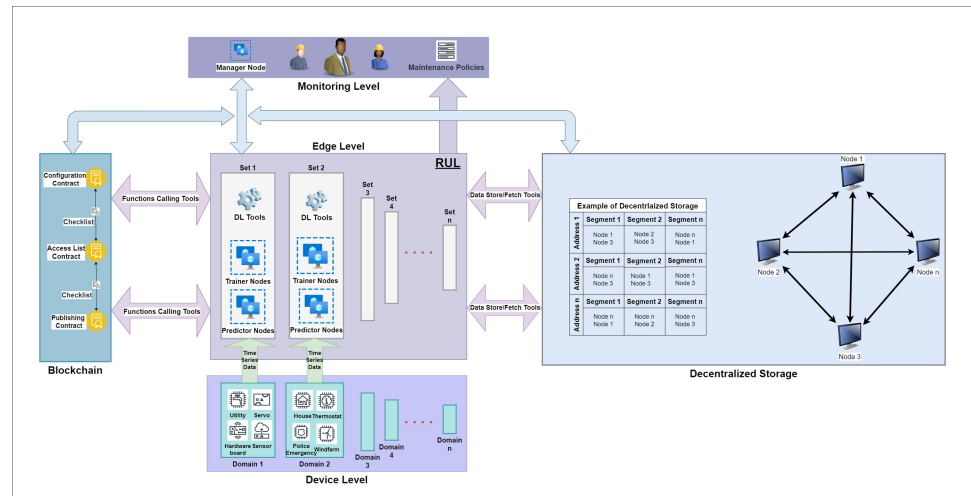 Manager Node
Maintenance Policies
Monitoring Level
Edge Level
RUL
Configuration
Contract
Checklist
Access List
Contract
Checklist
Publishing
Contract
Blockchain
Functions Calling Tools
Functions Calling Tools
Set 1
DL Tools
Trainer Nodes
Predictor Nodes
Set 2
DL Tools
Trainer Nodes
Predictor Nodes
Set
3
Set
4
Set
n
Data Store/Fetch Tools
Data Store/Fetch Tools
Time
Series
Data
Time
Series
Data
Utility
Servo
Hardware
board
Sensor
Domain 1
House
Thermostat
Police
Emergency
Windfarm
Domain 2
Domain
3
Domain
4
Domain
n
Device Level
Example of Decentrlaized Storage
Address 1
Segment 1
Segment 2
Segment n
Node 1
Node 3
Node 2
Node 3
Node n
Node 1
Address 2
Segment 1
Segment 2
Segment n
Node n
Node 3
Node 1
Node 3
Node 1
Node 3
Address n
Segment 1
Segment 2
Segment n
Node n
Node 1
Node n
Node 2
Node n
Node 3
Node 1
Node 2
Node n
Node 3
Decentralized Storage